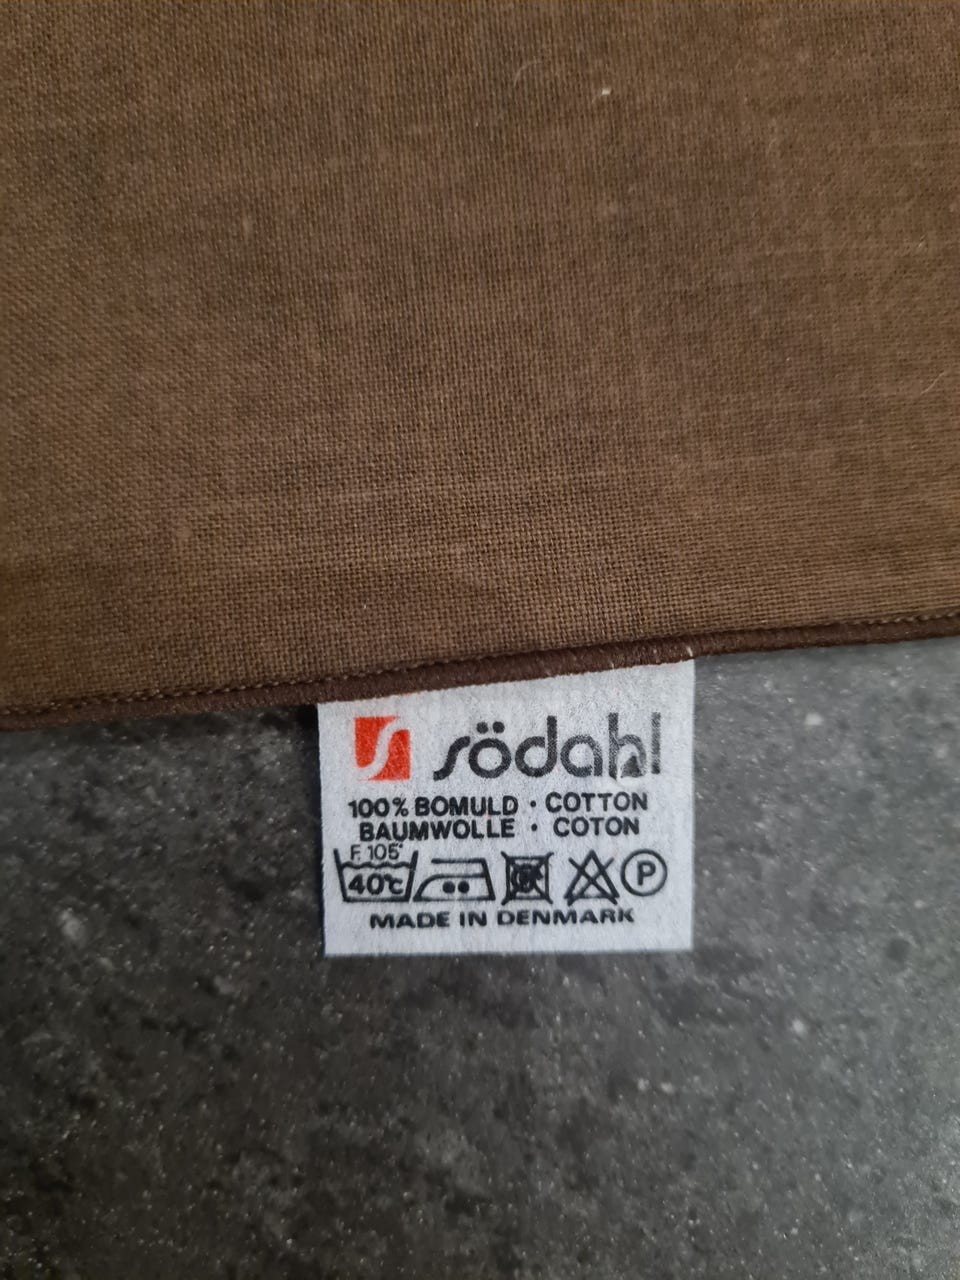 södahl
100% BOMULD · COTTON
BAUMWOLLE · COTON
F. 105°
40°C P
MADE IN DENMARK